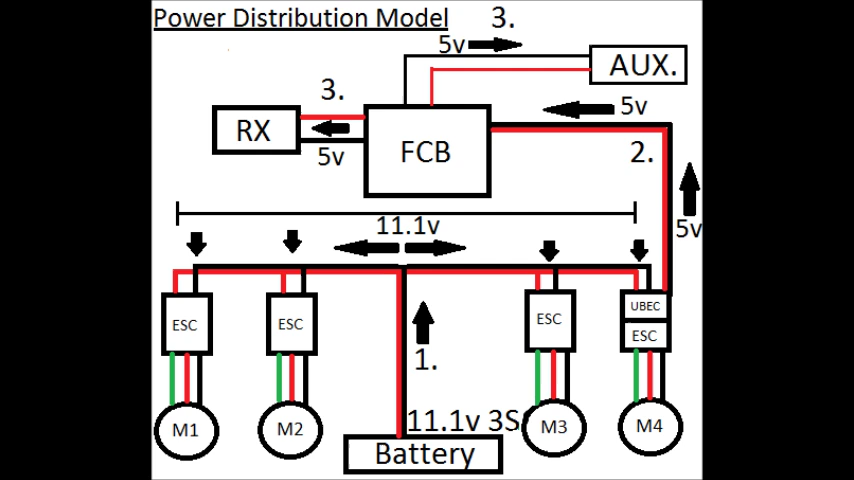 Power Distribution Model
3.
5v
AUX.
3.
5v
RX
FCB
5v
2.
11.1v
5v
ESC
ESC
ESC
UBEC
ESC
1.
M1
M2
11.1v 3S
M3
M4
Battery